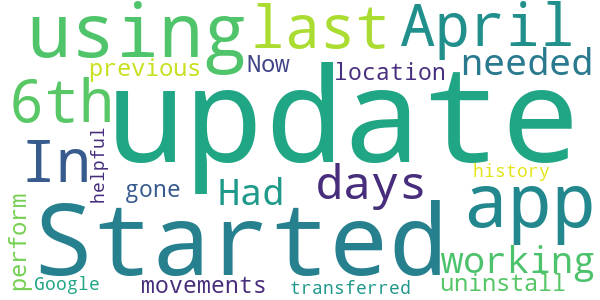 using last April
previous Now location needed
6th update
In helpful gone Had days history app
perform Started working
Google movements transferred uninstall